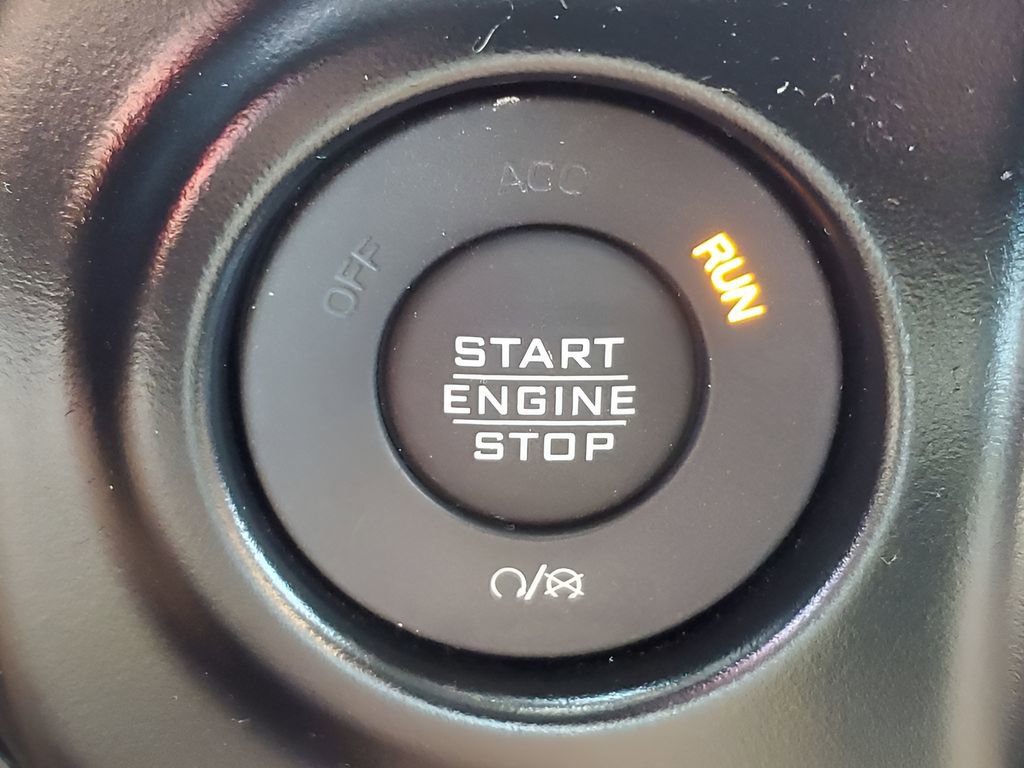 ACC
OFF
RUN
START
ENGINE
STOP